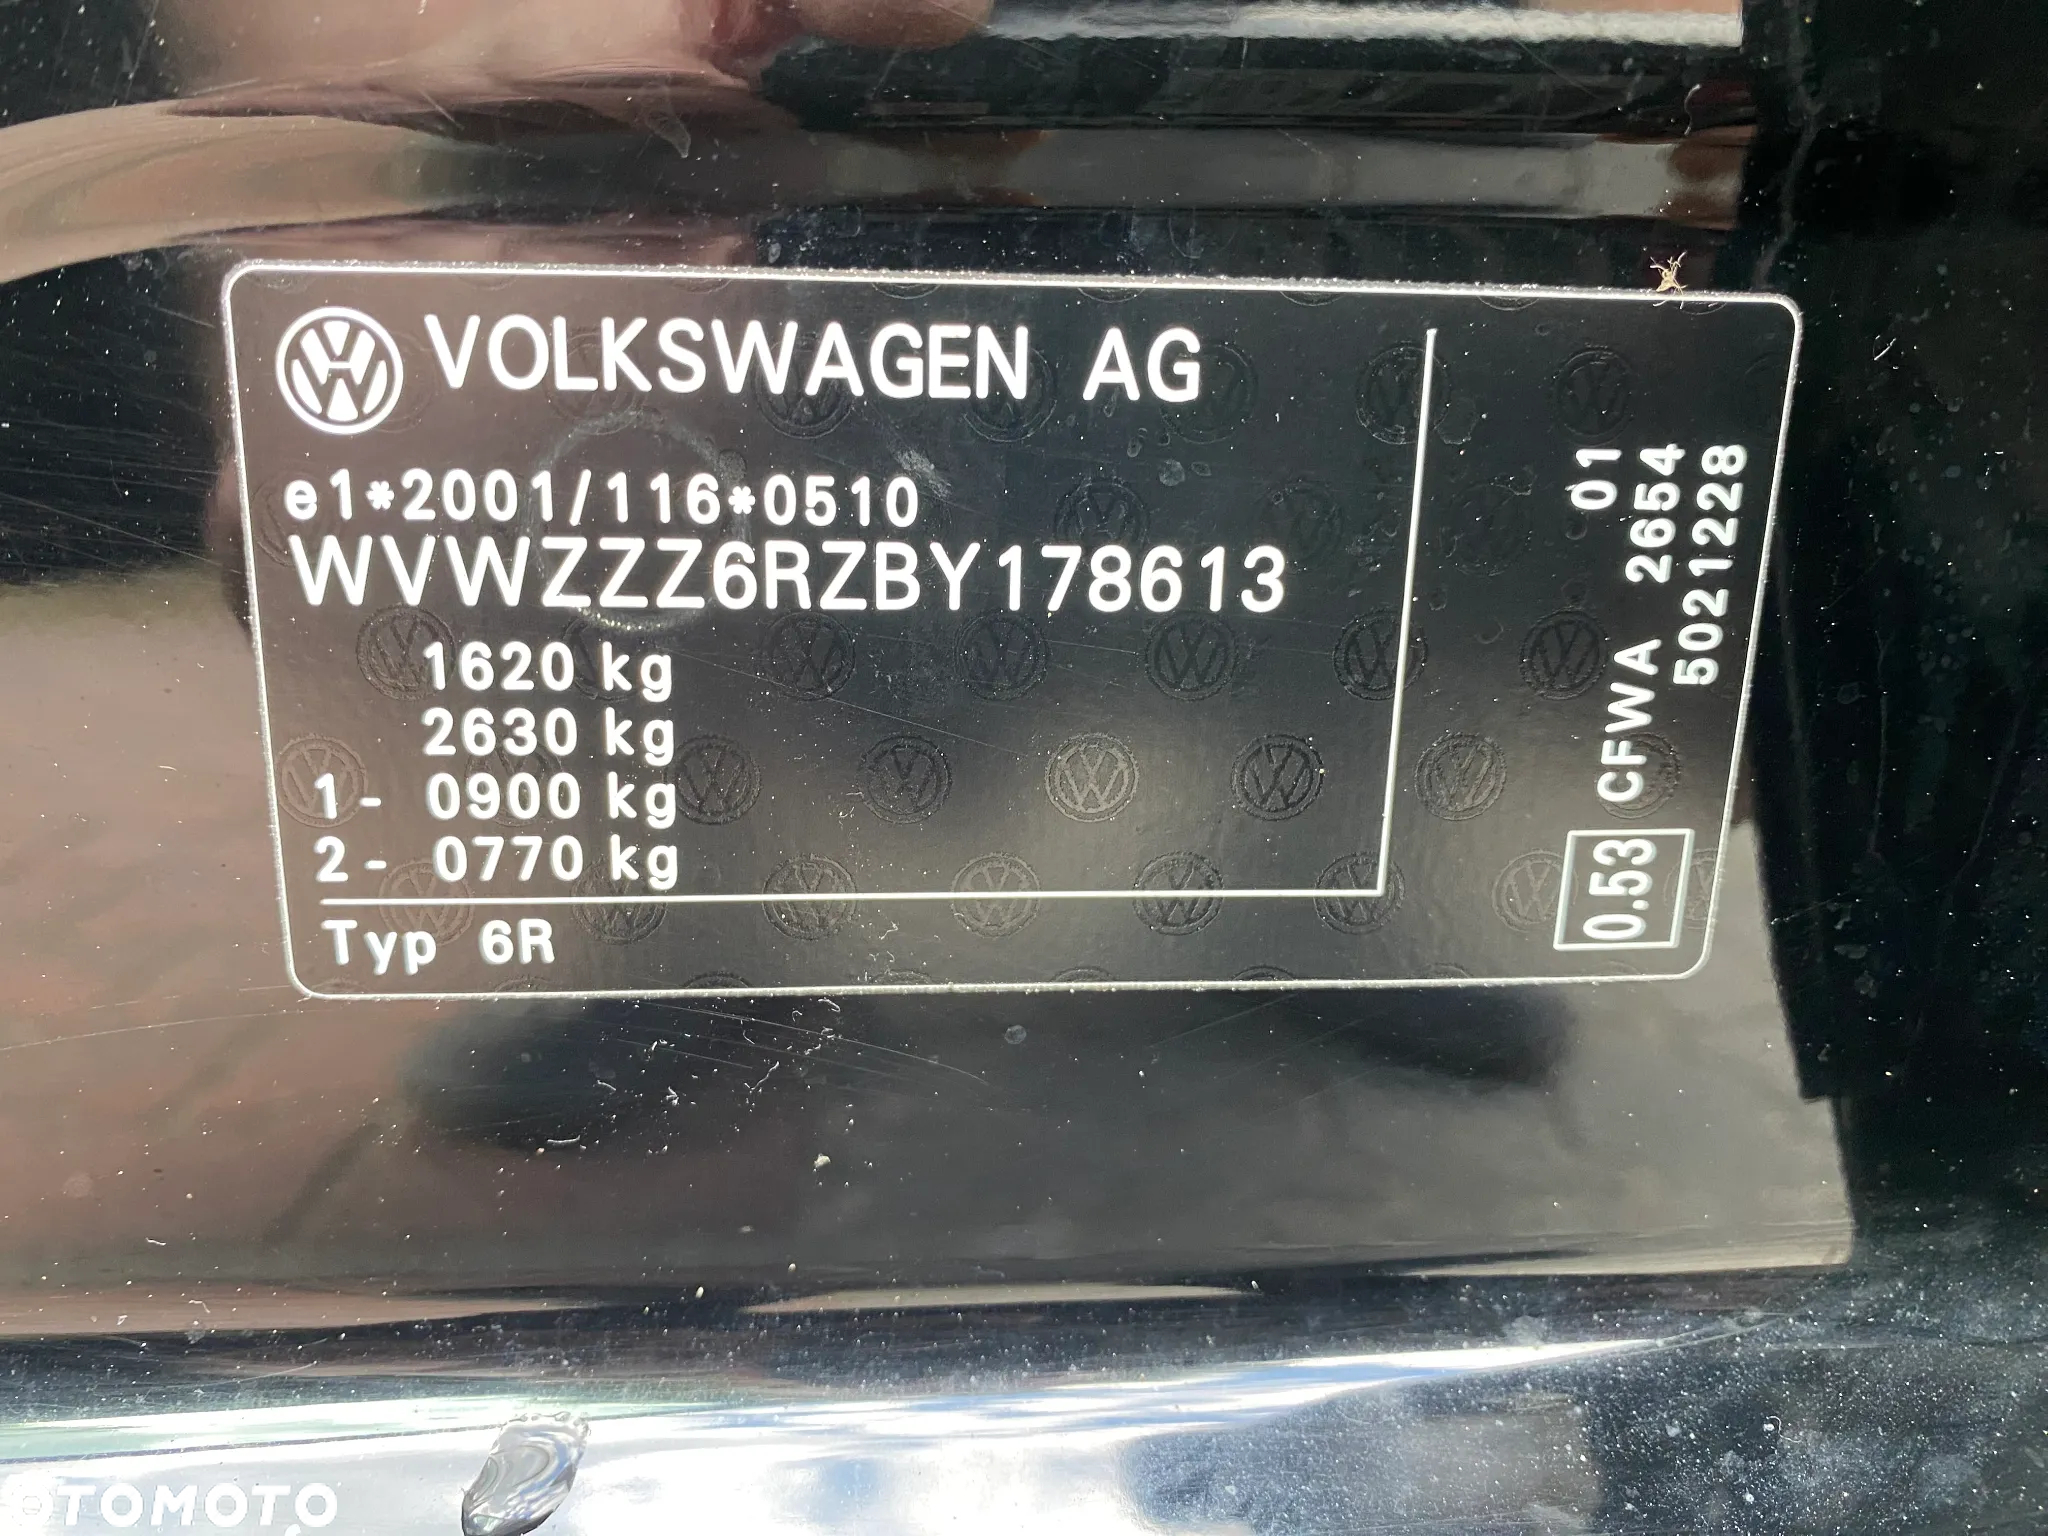 VOLKSWAGEN AG
e1*2001/116*0510
WVWZZZ6RZBY178613
1620 kg
2630 kg
1- 0900 kg
2- 0770 kg
Typ 6R
01
0.53 CFWA 2654
5021228
OTOMOTO